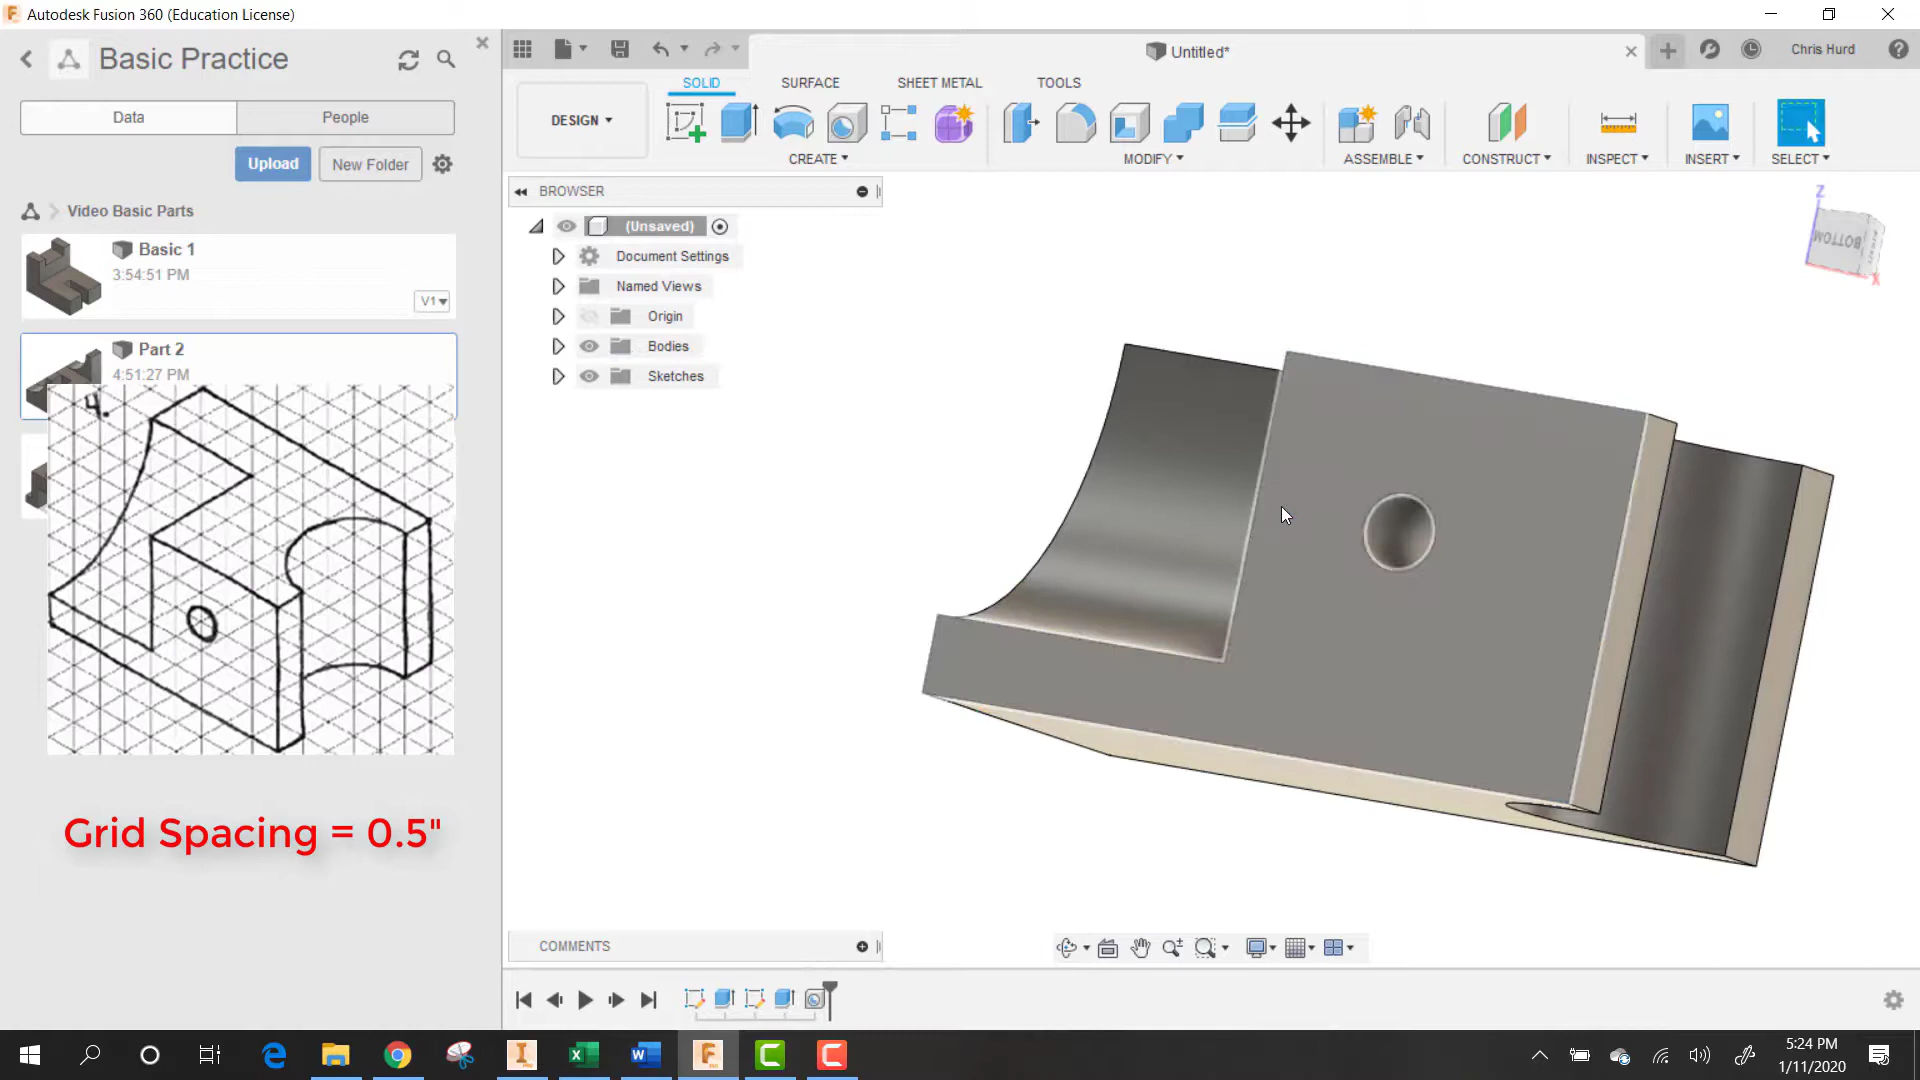 Autodesk Fusion 360 (Education License)
Basic Practice
Data
People
Upload
New Folder
Video Basic Parts
Basic 1
3:54:51 PM
V1
Part 2
4:51:27 PM
4.
Grid Spacing = 0.5"
Untitled*
Chris Hurd
DESIGN
SOLID
SURFACE
SHEET METAL
TOOLS
CREATE
MODIFY
ASSEMBLE
CONSTRUCT
INSPECT
INSERT
SELECT
BROWSER
(Unsaved)
Document Settings
Named Views
Origin
Bodies
Sketches
Z
BOTTOM
X
COMMENTS
5:24 PM
1/11/2020